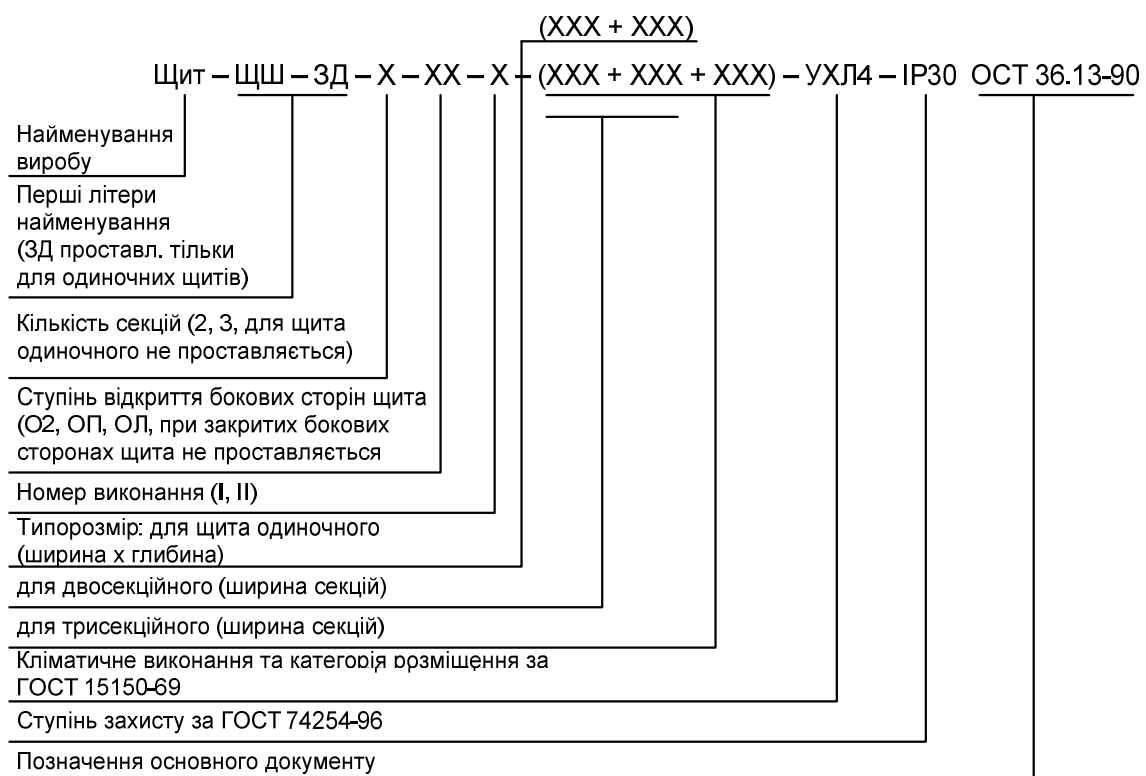 (ХХХ + ХХХ)
Щит – ЩШ – ЗД – Х – ХХ – Х – (ХХХ + ХХХ + ХХХ) – УХЛ4 – ІР30 ОСТ 36.13-90
Найменування
виробу
Перші літери
найменування
(ЗД проставл. тільки
для одиночних щитів)
Кількість секцій (2, 3, для щита
одиночного не проставляється)
Ступінь відкриття бокових сторін щита
(О2, ОП, ОЛ, при закритих бокових
сторонах щита не проставляється
Номер виконання (І, ІІ)
Типорозмір: для щита одиночного
(ширина х глибина)
для двосекційного (ширина секцій)
для трисекційного (ширина секцій)
Кліматичне виконання та категорія розміщення за
ГОСТ 15150-69
Ступінь захисту за ГОСТ 74254-96
Позначення основного документу